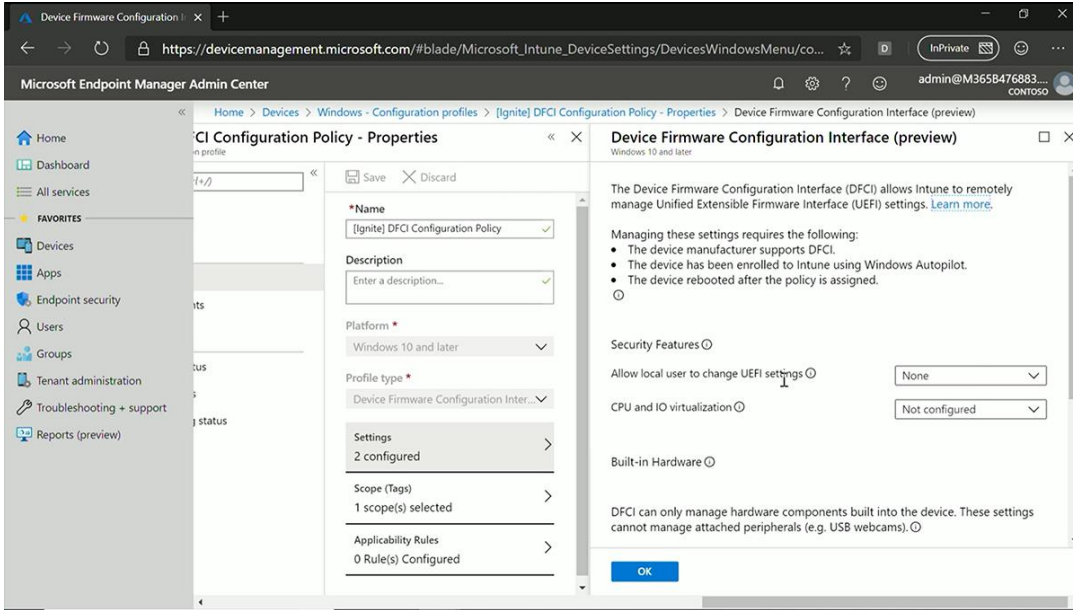 Device Firmware Configuration In
https://devicemanagement.microsoft.com/#blade/Microsoft_Intune_DeviceSettings/DevicesWindowsMenu/co...
D
InPrivate
Microsoft Endpoint Manager Admin Center
admin@M365B476883....
CONTOSO
Home > Devices > Windows - Configuration profiles > [Ignite] DFCI Configuration Policy - Properties > Device Firmware Configuration Interface (preview)
Home
Dashboard
All services
FAVORITES
Devices
Apps
Endpoint security
Users
Groups
Tenant administration
Troubleshooting + support
Reports (preview)
CI Configuration Policy - Properties
n profile
rl+/)
nts
tus
s
j status
Save
Discard
*Name
[Ignite] DFCI Configuration Policy
Description
Enter a description...
Platform *
Windows 10 and later
Profile type *
Device Firmware Configuration Inter...
Settings
2 configured
Scope (Tags)
1 scope(s) selected
Applicability Rules
0 Rule(s) Configured
Device Firmware Configuration Interface (preview)
Windows 10 and later
The Device Firmware Configuration Interface (DFCI) allows Intune to remotely
manage Unified Extensible Firmware Interface (UEFI) settings. Learn more.
Managing these settings requires the following:
• The device manufacturer supports DFCI.
• The device has been enrolled to Intune using Windows Autopilot.
• The device rebooted after the policy is assigned.
Security Features
Allow local user to change UEFI settings
None
CPU and IO virtualization
Not configured
Built-in Hardware
DFCI can only manage hardware components built into the device. These settings
cannot manage attached peripherals (e.g. USB webcams).
OK